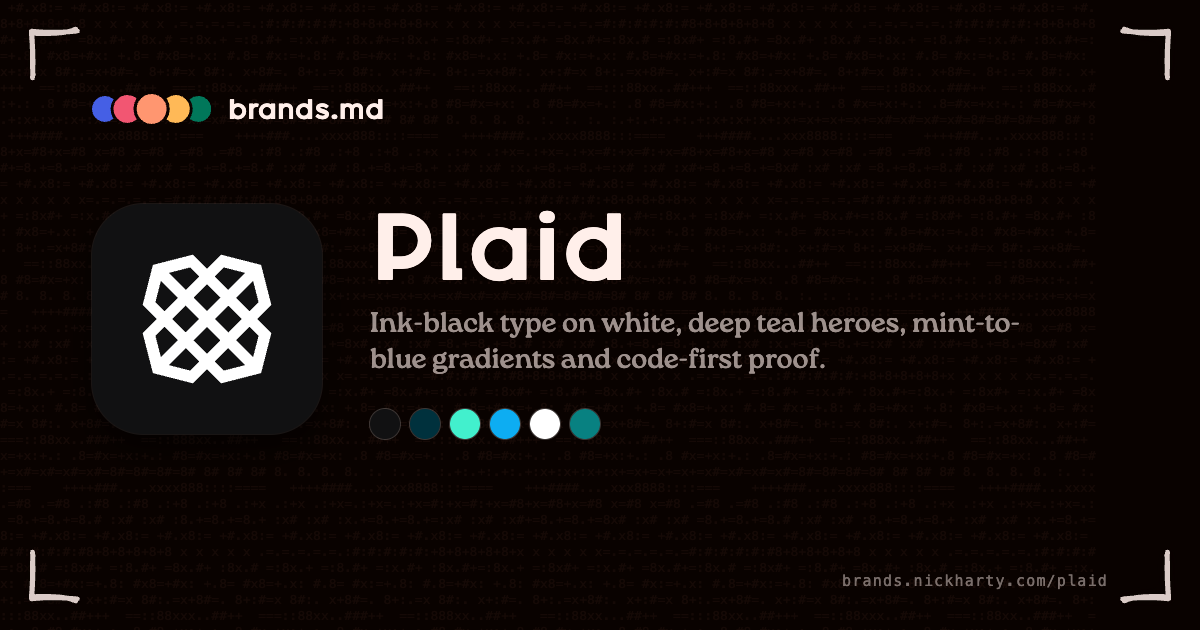 brands.md
Plaid
Ink-black type on white, deep teal heroes, mint-to-
blue gradients and code-first proof.
brands.nickharty.com/plaid